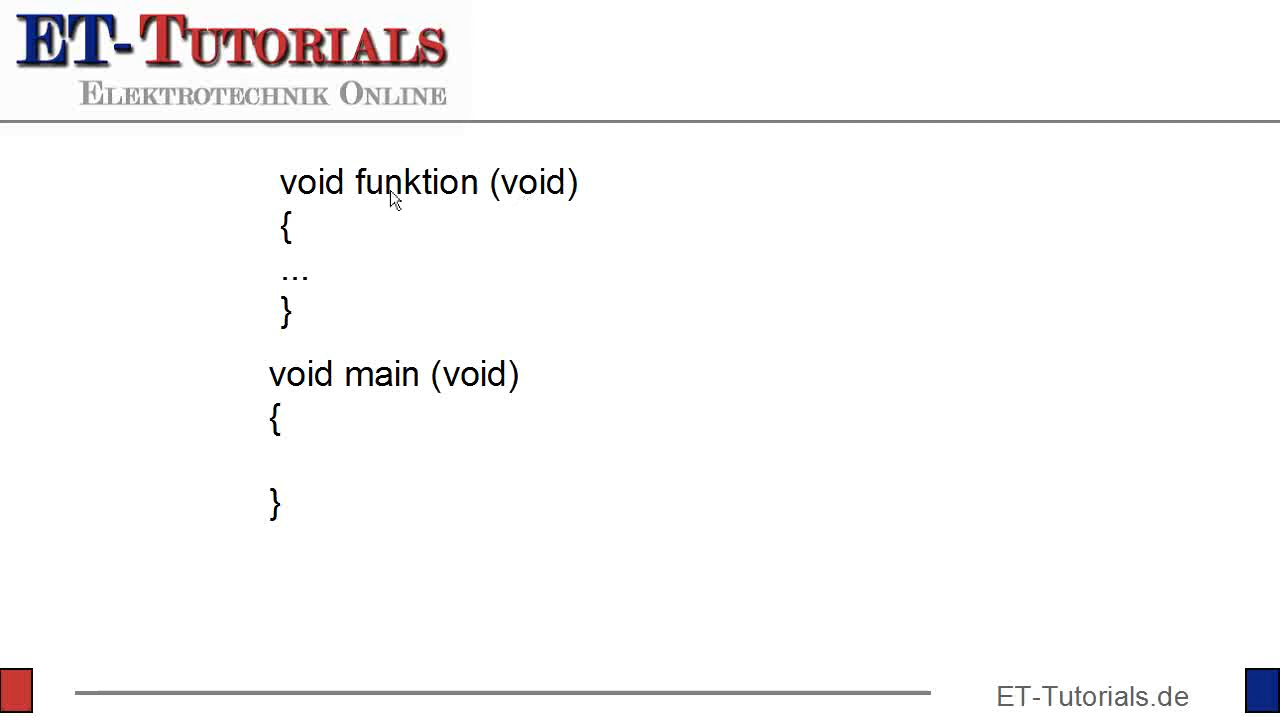 ET-TUTORIALS
ELEKTROTECHNIK ONLINE
void funktion (void)
{
...
}
void main (void)
{
}
ET-Tutorials.de